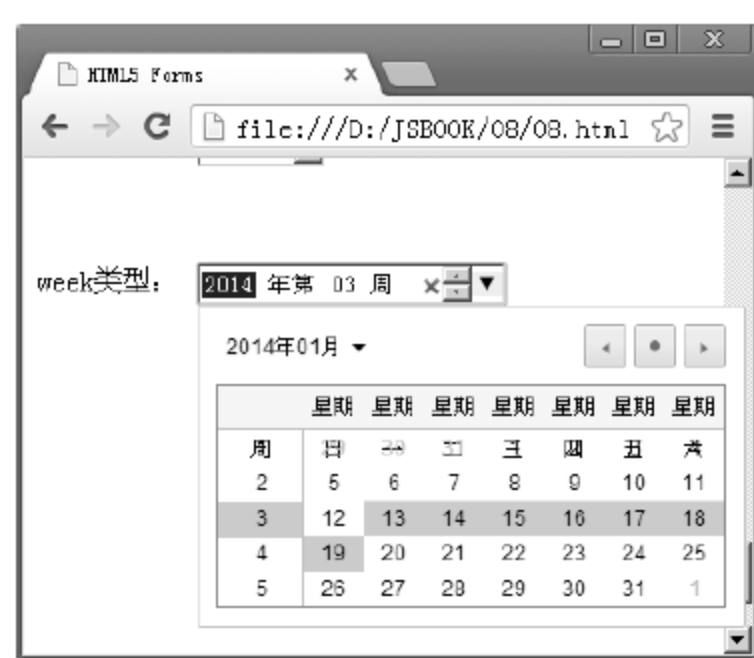 HTML5 Forms
file:///D:/JSBOOK/08/08.html
week类型:
2014 年第 03 周
2014年01月
星期 星期 星期 星期 星期 星期 星期
周 日 四 五 六
2 5 6 7 8 9 10 11
3 12 13 14 15 16 17 18
4 19 20 21 22 23 24 25
5 26 27 28 29 30 31 1